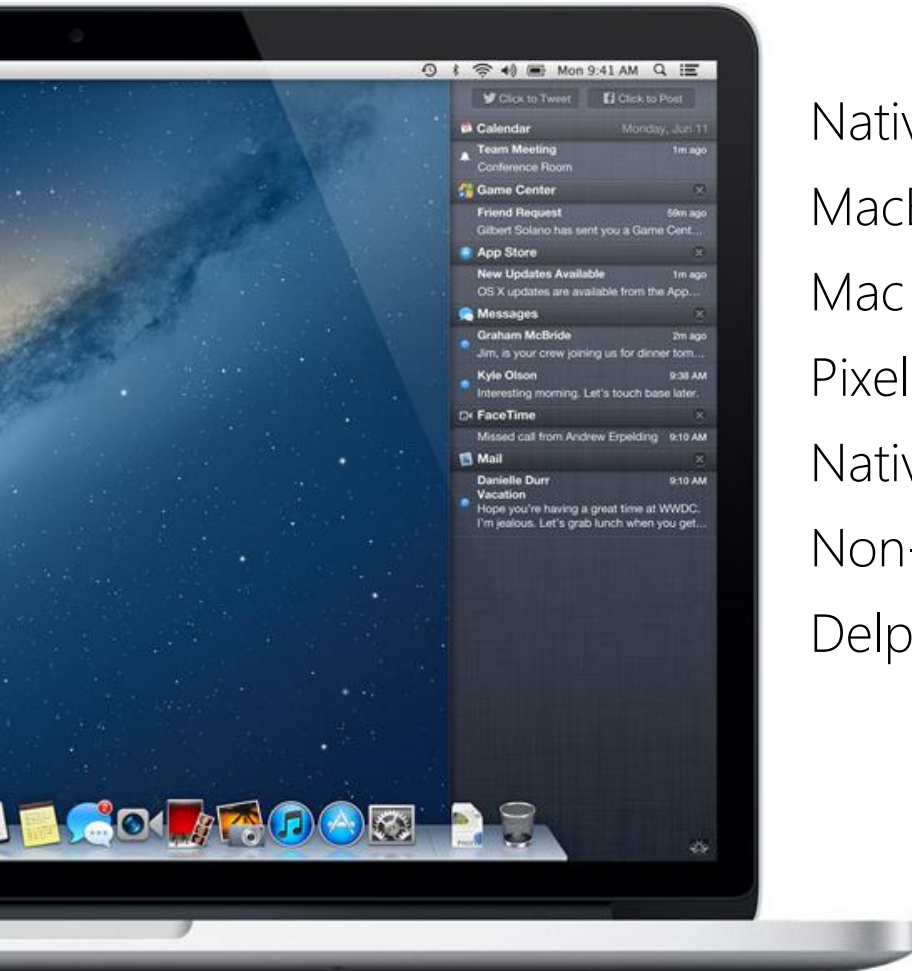 Mon 9:41 AM
Click to Tweet
Click to Post
Calendar
Monday, Jun 11
Team Meeting
1m ago
Conference Room
Game Center
Friend Request
59m ago
Gilbert Solano has sent you a Game Cent...
App Store
New Updates Available
1m ago
OS X updates are available from the App...
Messages
Graham McBride
2m ago
Jim, is your crew joining us for dinner tom...
Kyle Olson
9:38 AM
Interesting morning. Let's touch base later.
FaceTime
Missed call from Andrew Erpelding
9:10 AM
Mail
Danielle Durr
9:10 AM
Vacation
Hope you're having a great time at WWDC.
I'm jealous. Let's grab lunch when you get...
2
PAGES
Nativ
Mac
Mac
Pixel
Nativ
Non-
Delp